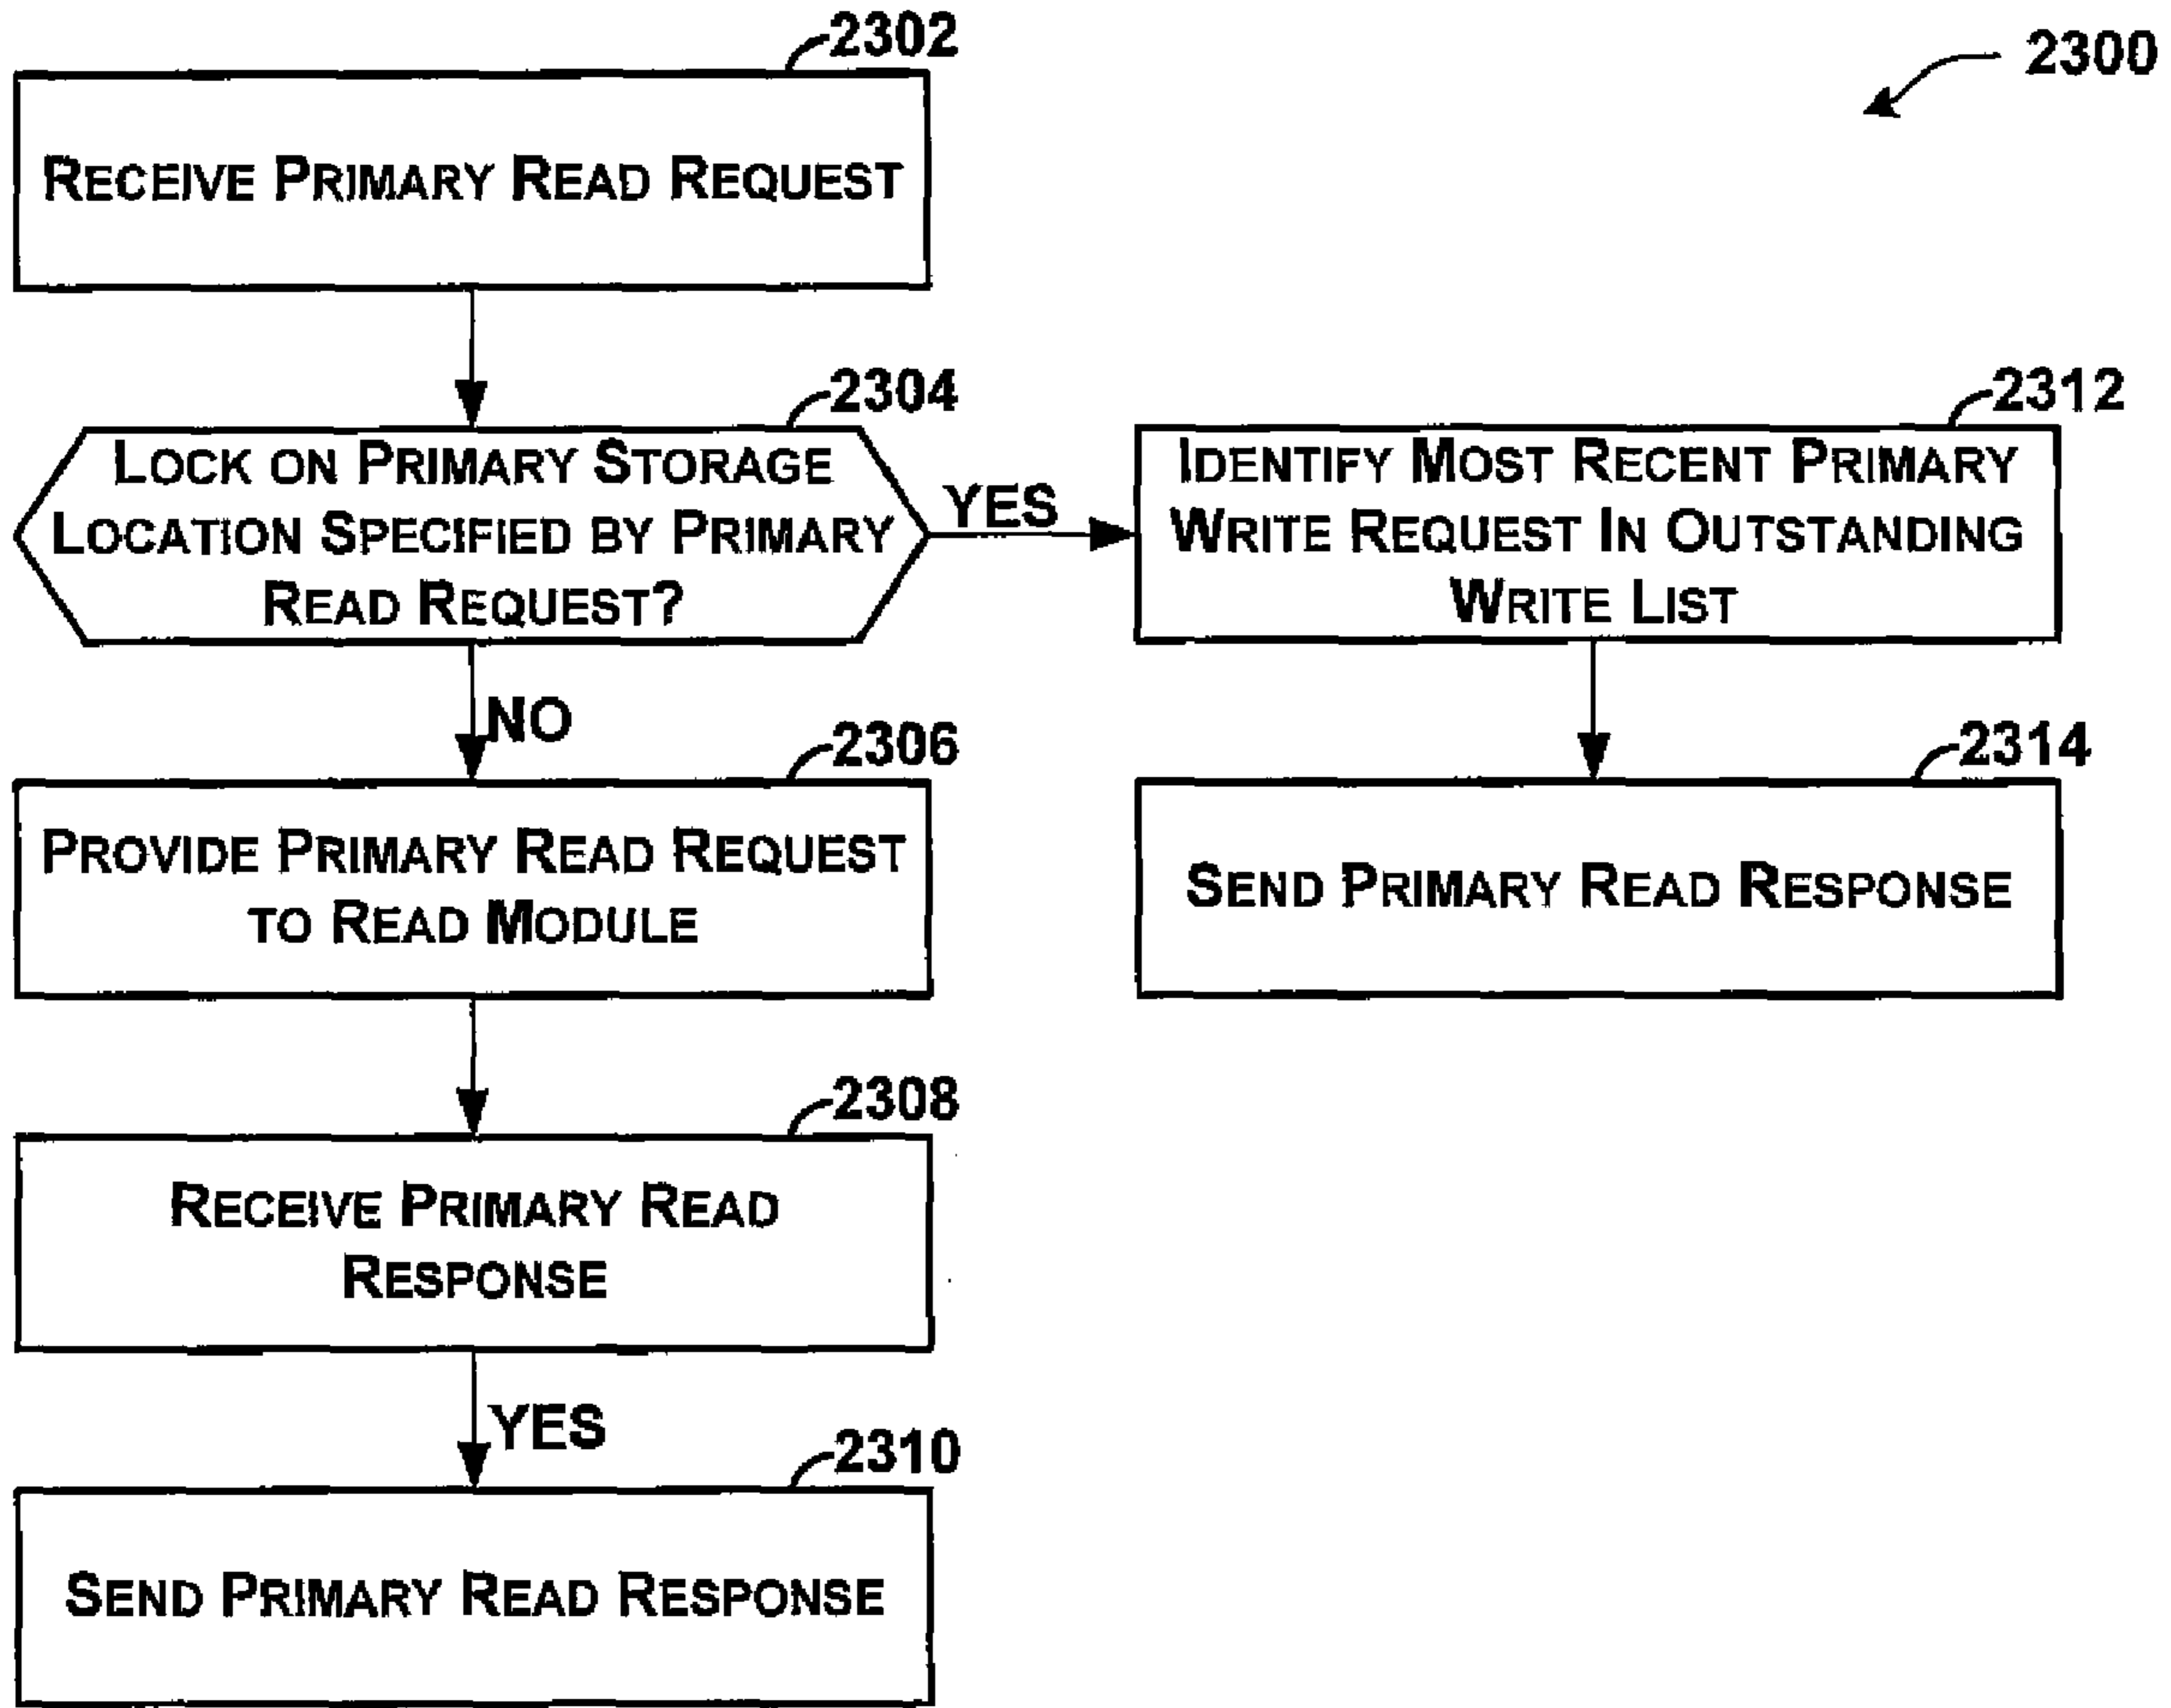 2302
2300
RECEIVE PRIMARY READ REQUEST
2304
LOCK ON PRIMARY STORAGE
LOCATION SPECIFIED BY PRIMARY
READ REQUEST?
YES
2312
IDENTIFY MOST RECENT PRIMARY
WRITE REQUEST IN OUTSTANDING
WRITE LIST
NO
2306
PROVIDE PRIMARY READ REQUEST
TO READ MODULE
2314
SEND PRIMARY READ RESPONSE
2308
RECEIVE PRIMARY READ
RESPONSE
YES
2310
SEND PRIMARY READ RESPONSE